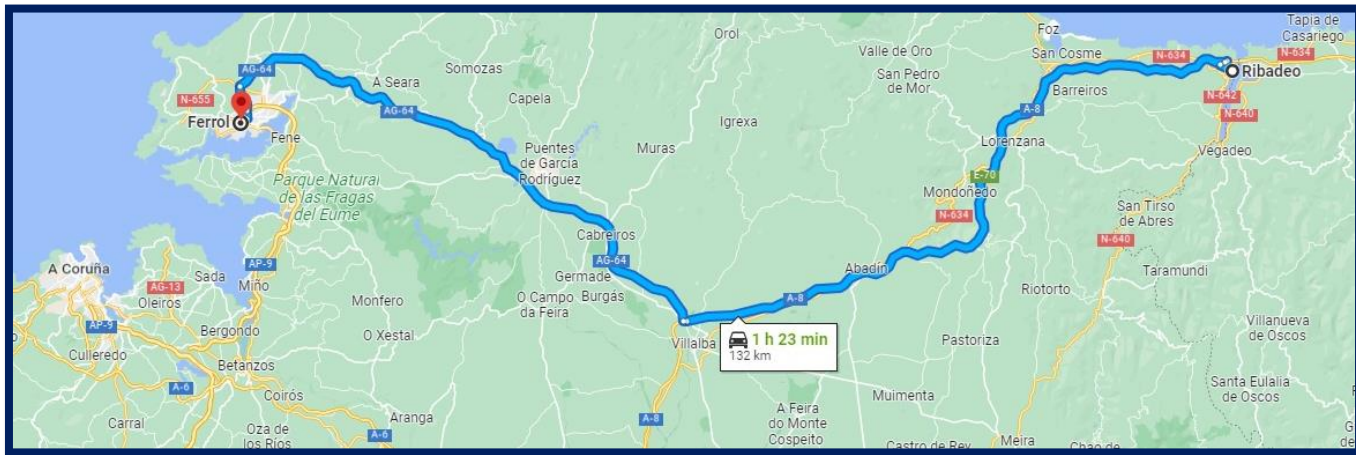 Tapia de
Casariego
Foz
Orol
Valle de Oro
San Cosme
N-634
N-634
AG-64
A Seara
Somozas
San Pedro
de Mor
Ribadeo
N-655
Capela
A-8
Barreiros
N-642
N-640
AG-64
Igrexa
Ferrol
Fene
Puentes
de García
Rodríguez
Muras
Lorenzana
Vegadeo
Parque Natural
de las Fragas
del Eume
E-70
Mondoñedo
San Tirso
de Abres
N-634
Cabreiros
N-640
A Coruña
Sada
AP-9
AG-64
Abadín
Taramundi
AG-13
Miño
Germade
Oleiros
Monfero
O Campo
da Feira
Burgás
A-8
Riotorto
AP-9
Bergondo
O Xestal
Villalba
1 h 23 min
132 km
Pastoriza
Villanueva
de Oscos
Culleredo
Betanzos
A-6
Coirós
Muimenta
Santa Eulalia
de Oscos
Carral
Aranga
A-8
A Feira
do Monte
Cospeito
Oza de
los Ríos
A-6
Castro de Rey
Meira
Chao de